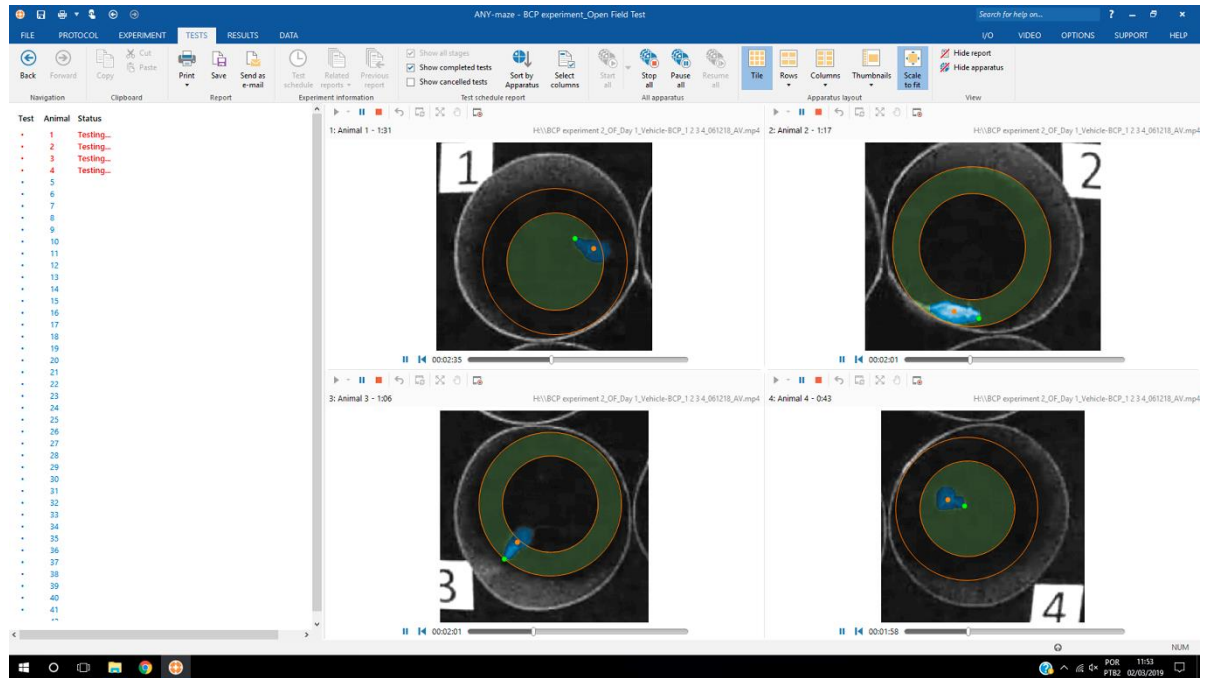 ANY-maze - BCP experiment_Open Field Test
Search for help on...
?
FILE PROTOCOL EXPERIMENT TESTS RESULTS DATA
I/O VIDEO OPTIONS SUPPORT HELP
Back Forward
Navigation
Copy Cut Paste
Clipboard
Print Save Send as e-mail
Report
Test schedule Related reports Previous report
Experiment information
Show all stages
Show completed tests
Show cancelled tests
Sort by Apparatus Select columns
Test schedule report
Start all Stop all Pause all Resume all
All apparatus
Tile Rows Columns Thumbnails Scale to fit
Apparatus layout
Hide report
Hide apparatus
View
Test Animal Status
1 Testing...
2 Testing...
3 Testing...
4 Testing...
5
6
7
8
9
10
11
12
13
14
15
16
17
18
19
20
21
22
23
24
25
26
27
28
29
30
31
32
33
34
35
36
37
38
39
40
41
1: Animal 1 - 1:31
H:\\BCP experiment 2_OF_Day 1_Vehicle-BCP_1 2 3 4_061218_AV.mp4
1
00:02:35
2: Animal 2 - 1:17
H:\\BCP experiment 2_OF_Day 1_Vehicle-BCP_1 2 3 4_061218_AV.mp4
2
00:02:01
3: Animal 3 - 1:06
H:\\BCP experiment 2_OF_Day 1_Vehicle-BCP_1 2 3 4_061218_AV.mp4
3
00:02:01
4: Animal 4 - 0:43
H:\\BCP experiment 2_OF_Day 1_Vehicle-BCP_1 2 3 4_061218_AV.mp4
4
00:01:58
NUM
POR 11:53
PTB2 02/03/2019